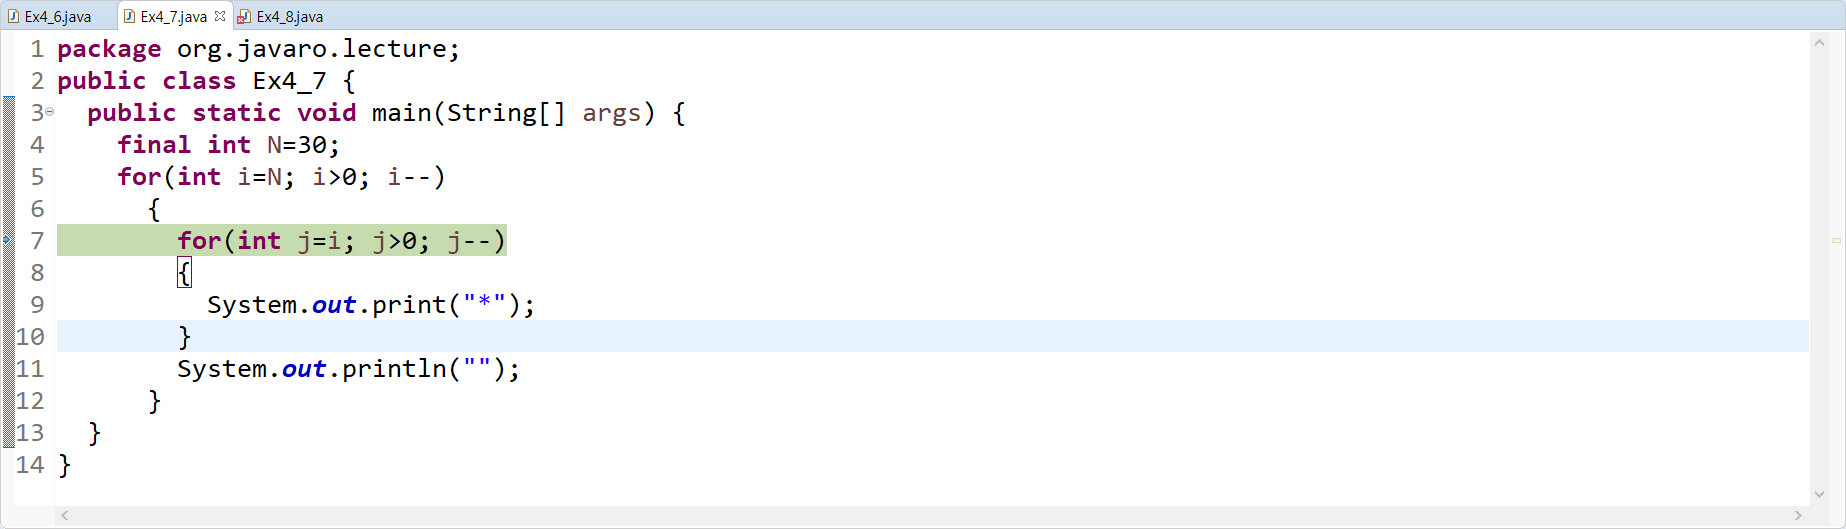 Ex4_6.java Ex4_7.java Ex4_8.java
1 package org.javaro.lecture;
2 public class Ex4_7 {
3 public static void main(String[] args) {
4 final int N=30;
5 for(int i=N; i>0; i--)
6 {
7 for(int j=i; j>0; j--)
8 {
9 System.out.print("*");
10 }
11 System.out.println("");
12 }
13 }
14 }